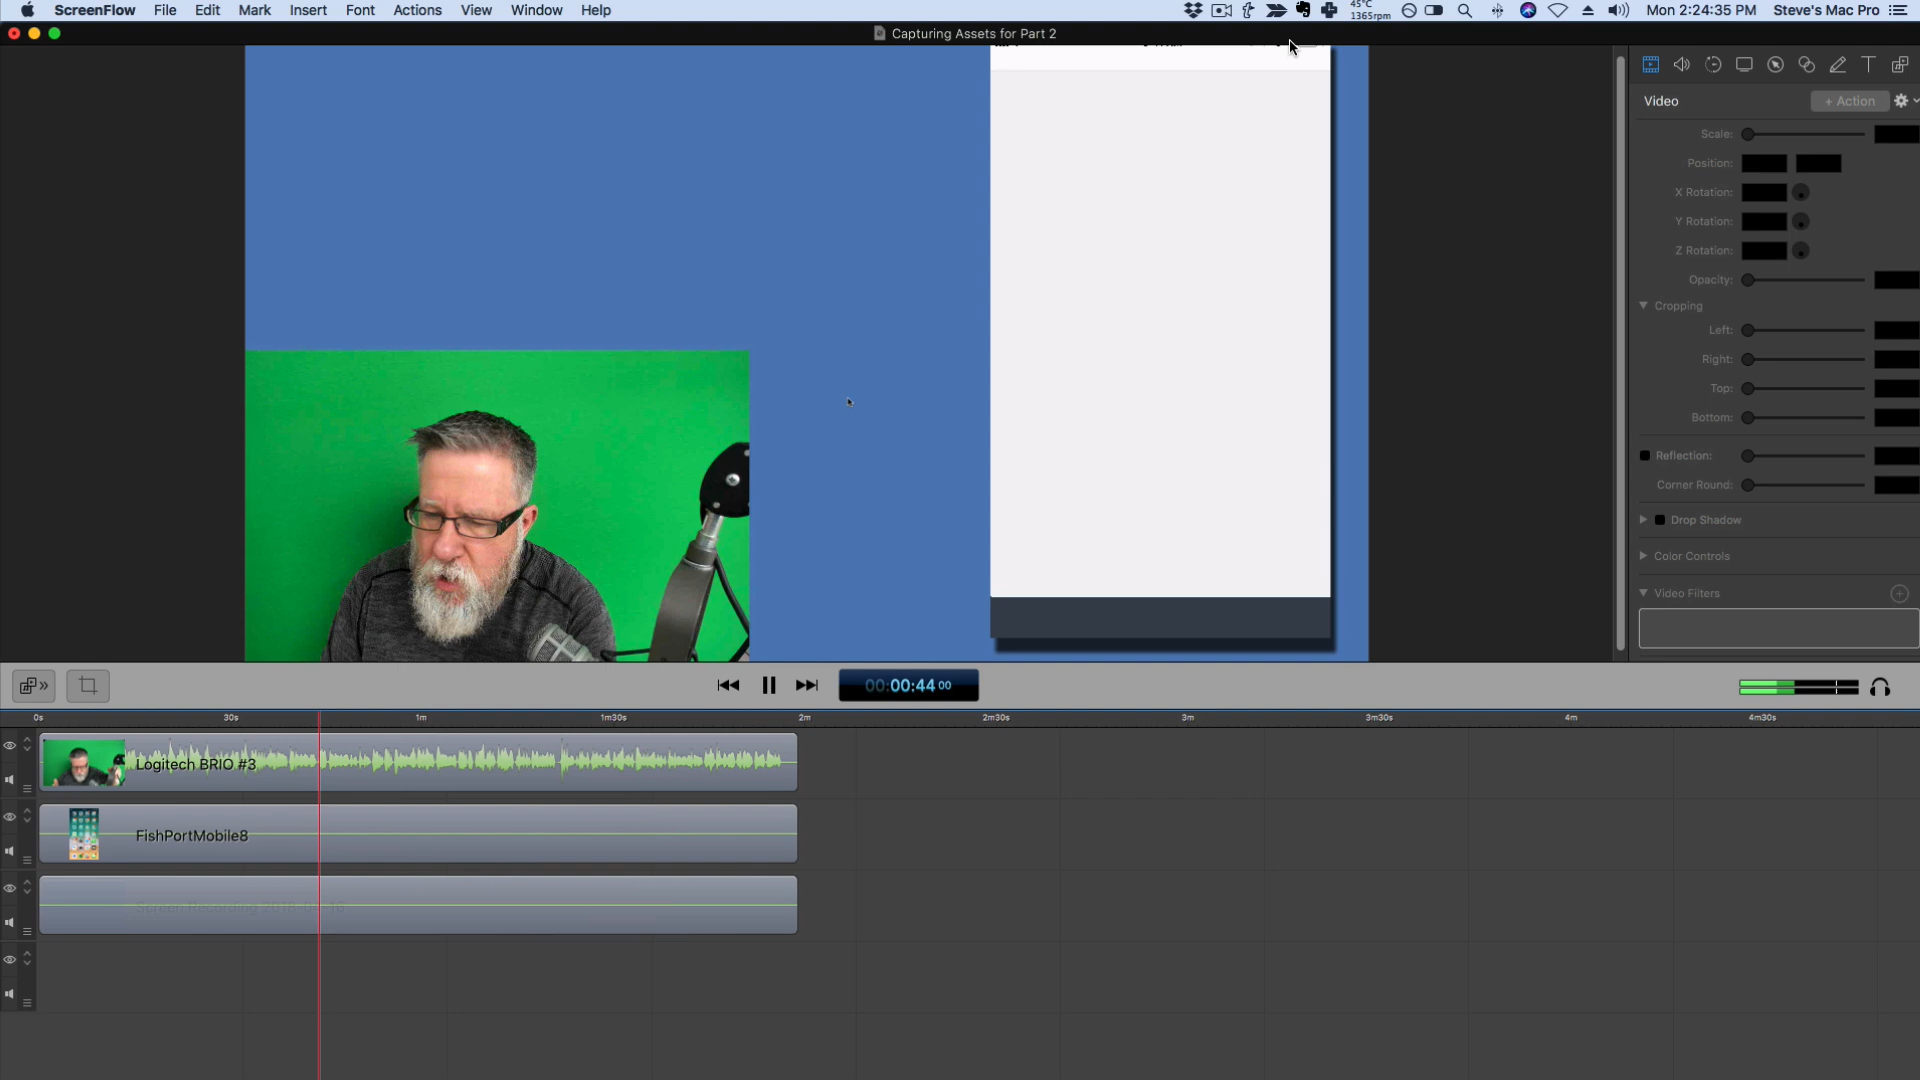 ScreenFlow File Edit Mark Insert Font Actions View Window Help 45°C 1365rpm Mon 2:24:35 PM Steve's Mac Pro
Capturing Assets for Part 2
Video + Action
Scale:
Position:
X Rotation:
Y Rotation:
Z Rotation:
Opacity:
Cropping
Left:
Right:
Top:
Bottom:
Reflection:
Corner Round:
Drop Shadow
Color Controls
Video Filters
00:00:44 00
0s 30s 1m 1m30s 2m 2m30s 3m 3m30s 4m 4m30s
Logitech BRIO #3
FishPortMobile8
Screen Recording